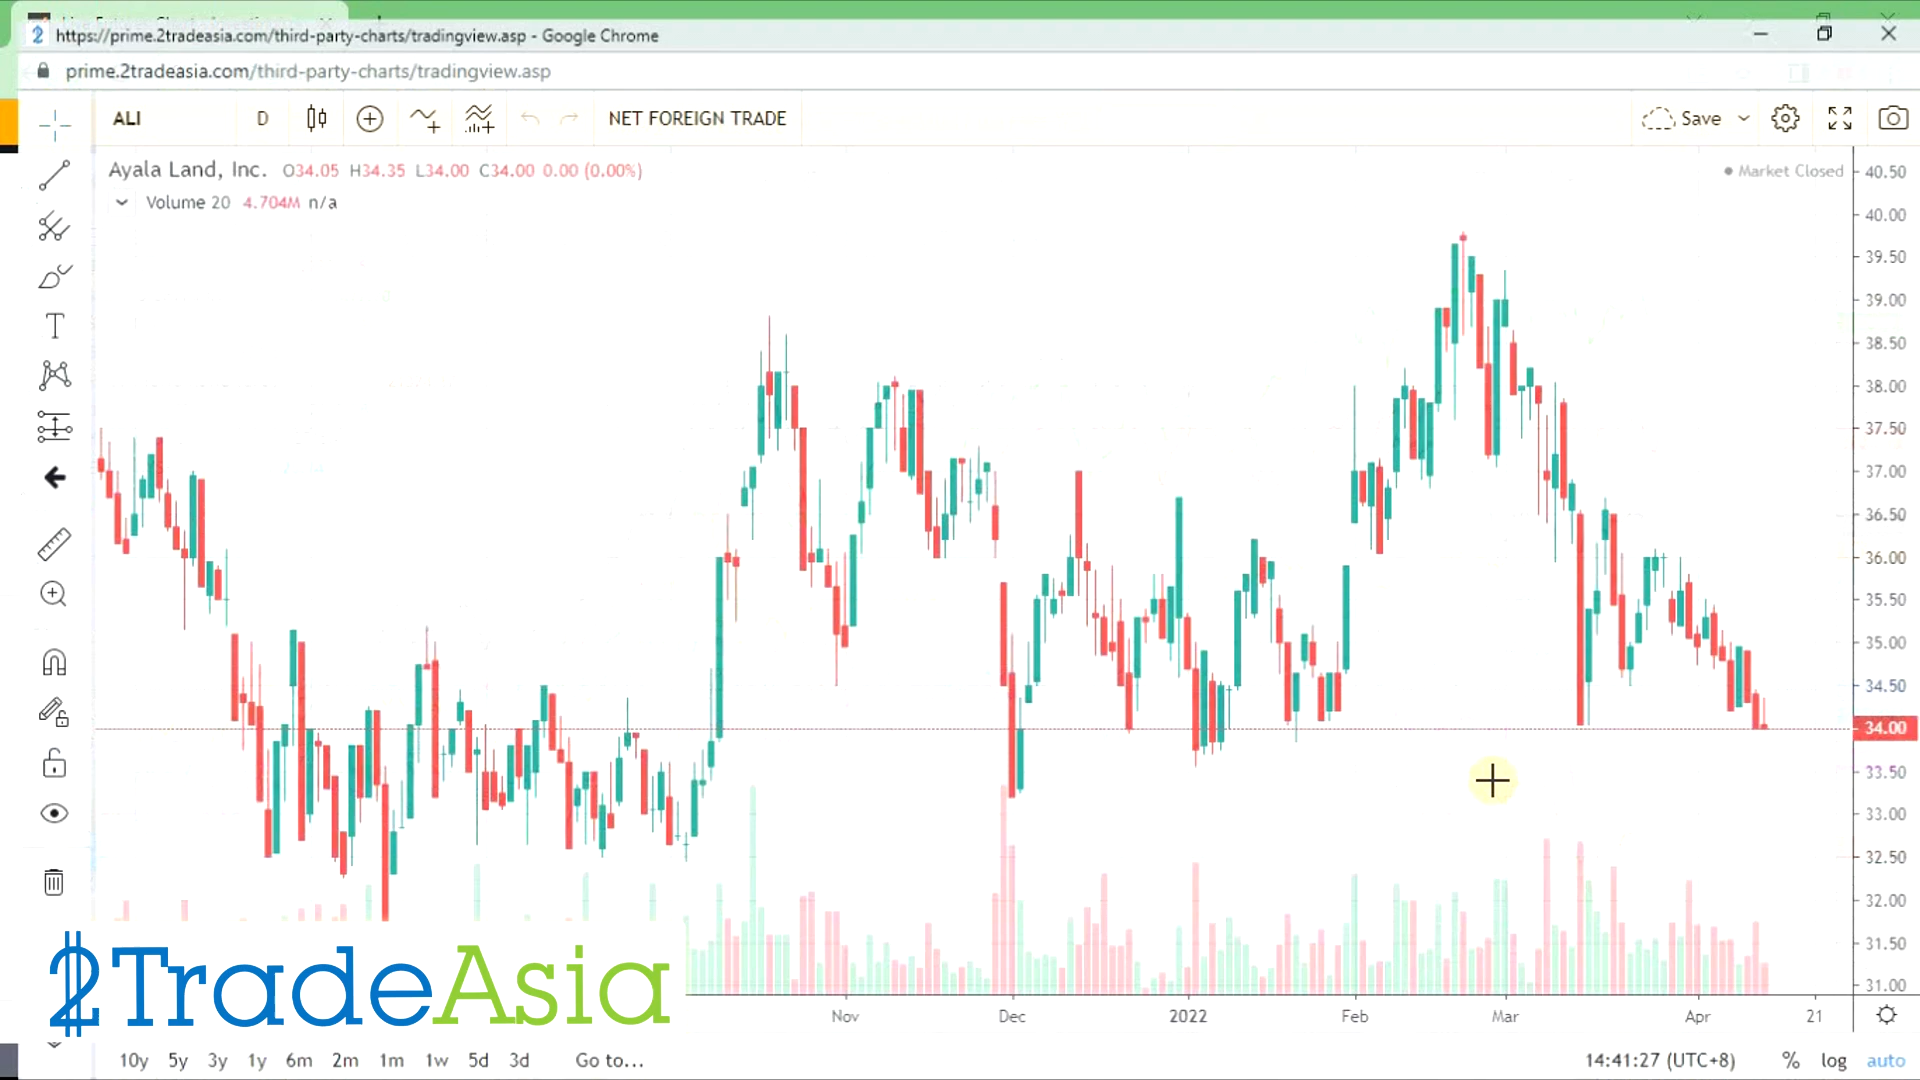 https://prime.2tradeasia.com/third-party-charts/tradingview.asp - Google Chrome
prime.2tradeasia.com/third-party-charts/tradingview.asp
ALI D NET FOREIGN TRADE Save
Ayala Land, Inc. O34.05 H34.35 L34.00 C34.00 0.00 (0.00%)
Market Closed
Volume 20 4.704M n/a
40.50
40.00
39.50
39.00
38.50
38.00
37.50
37.00
36.50
36.00
35.50
35.00
34.50
34.00
33.50
33.00
32.50
32.00
31.50
31.00
2TradeAsia
Nov Dec 2022 Feb Mar Apr 21
10y 5y 3y 1y 6m 2m 1m 1w 5d 3d Go to... 14:41:27 (UTC+8) % log auto